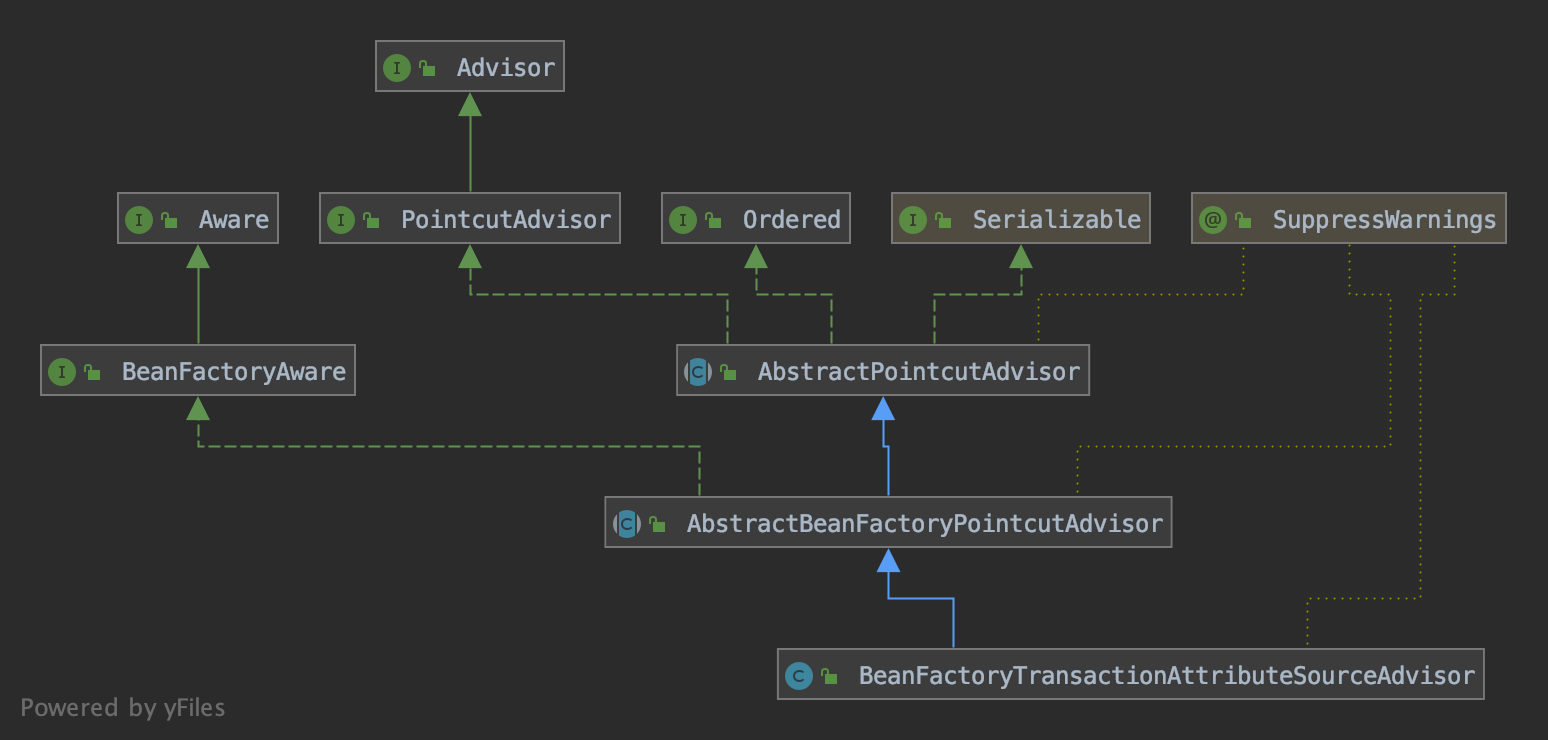 Advisor
Aware
PointcutAdvisor
Ordered
Serializable
SuppressWarnings
BeanFactoryAware
AbstractPointcutAdvisor
AbstractBeanFactoryPointcutAdvisor
BeanFactoryTransactionAttributeSourceAdvisor
Powered by yFiles